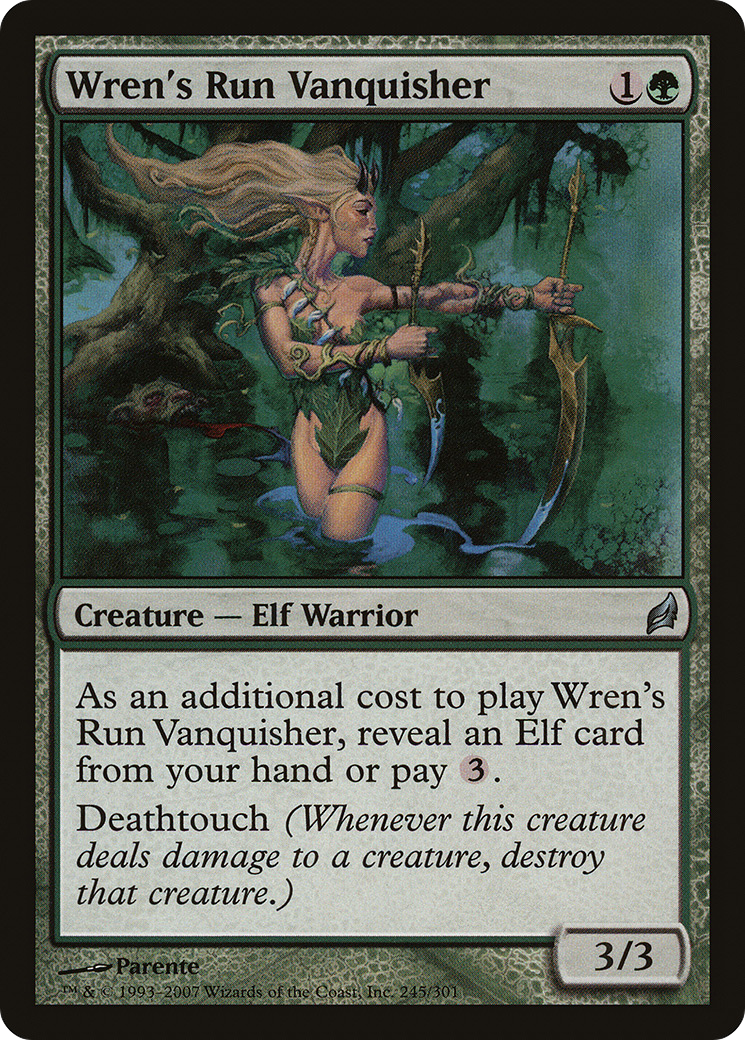 Wren's Run Vanquisher 1
Creature — Elf Warrior
As an additional cost to play Wren's
Run Vanquisher, reveal an Elf card
from your hand or pay 3.
Deathtouch (Whenever this creature
deals damage to a creature, destroy
that creature.)
3/3
Parente
™ & © 1993–2007 Wizards of the Coast, Inc. 245/301